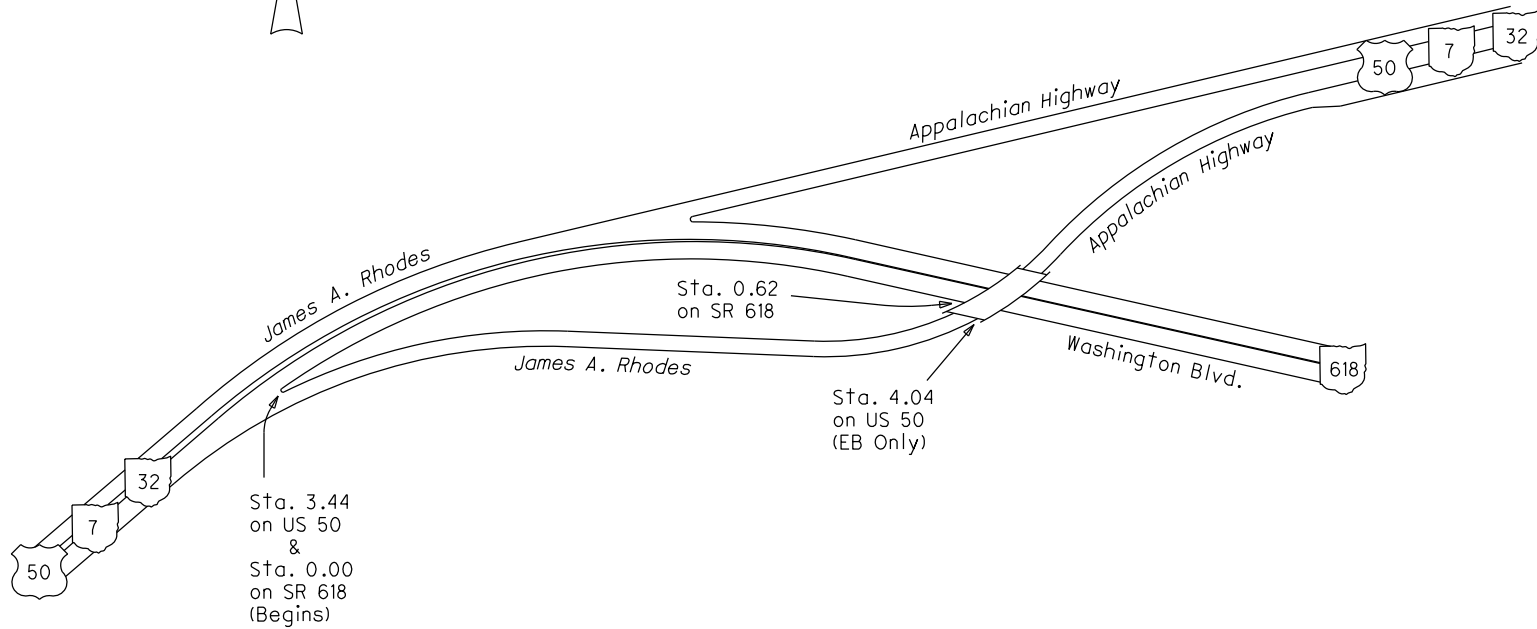 50
7
32
Appalachian Highway
Appalachian Highway
James A. Rhodes
Sta. 0.62
on SR 618
James A. Rhodes
Washington Blvd.
618
Sta. 4.04
on US 50
(EB Only)
32
7
50
Sta. 3.44
on US 50
&
Sta. 0.00
on SR 618
(Begins)